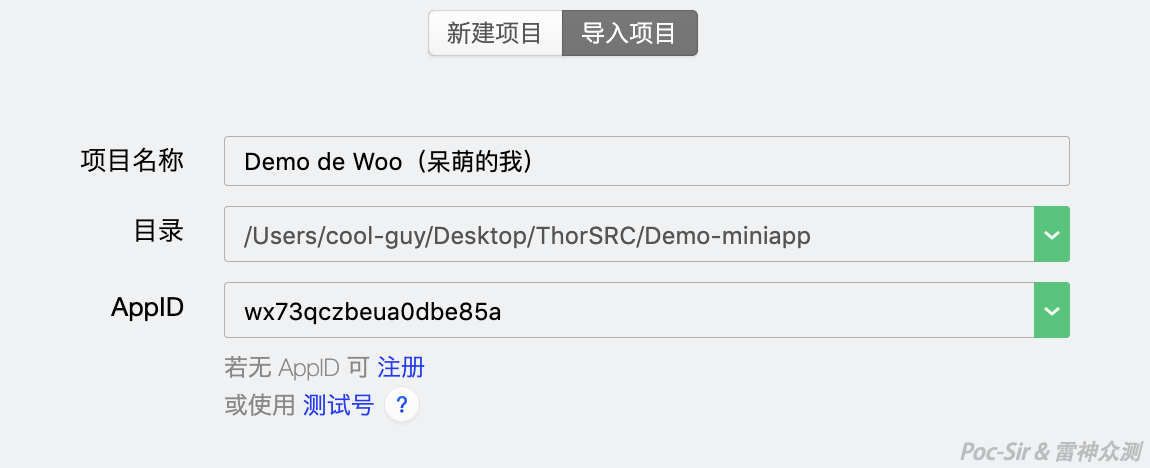 新建项目 导入项目
项目名称 Demo de Woo（呆萌的我）
目录 /Users/cool-guy/Desktop/ThorSRC/Demo-miniapp
AppID wx73qczbeua0dbe85a
若无 AppID 可 注册
或使用 测试号 ?
Poc-Sir & 雷神众测